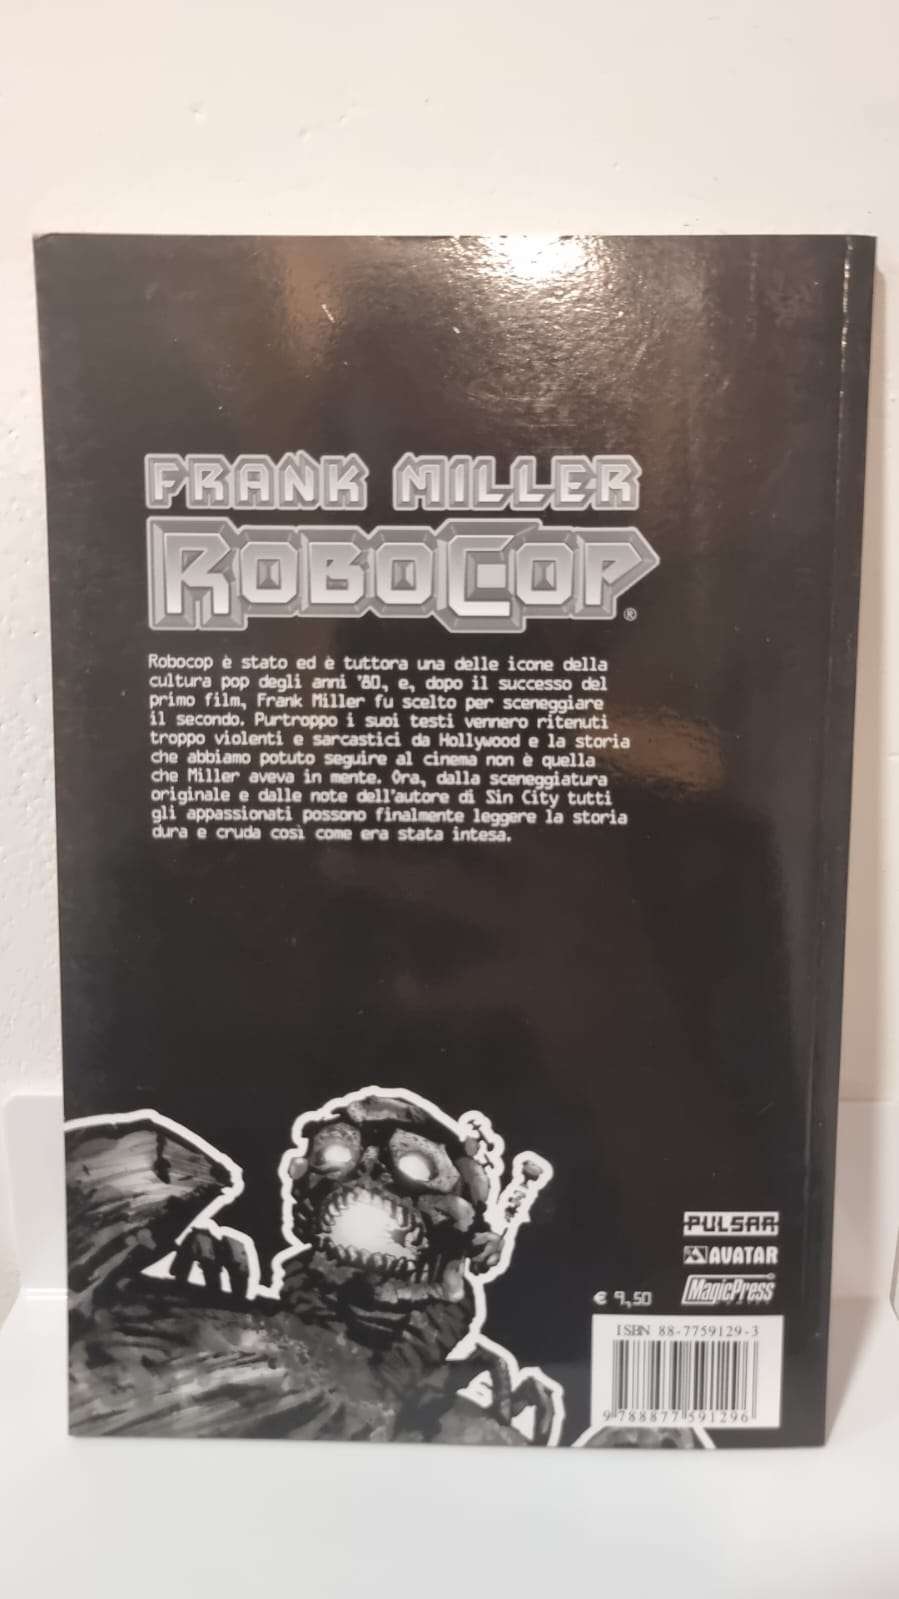 FRANK MILLER
ROBOCOP®
Robocop è stato ed è tuttora una delle icone della
cultura pop degli anni '80, e, dopo il successo del
primo film, Frank Miller fu scelto per sceneggiare
il secondo. Purtroppo i suoi testi vennero ritenuti
troppo violenti e sarcastici da Hollywood e la storia
che abbiamo potuto seguire al cinema non è quella
che Miller aveva in mente. Ora, dalla sceneggiatura
originale e dalle note dell'autore di Sin City tutti
gli appassionati possono finalmente leggere la storia
dura e cruda così come era stata intesa.
PULSAR
AVATAR
MagicPress
€ 9,50
ISBN 88-7759129-3
9 788877 591296